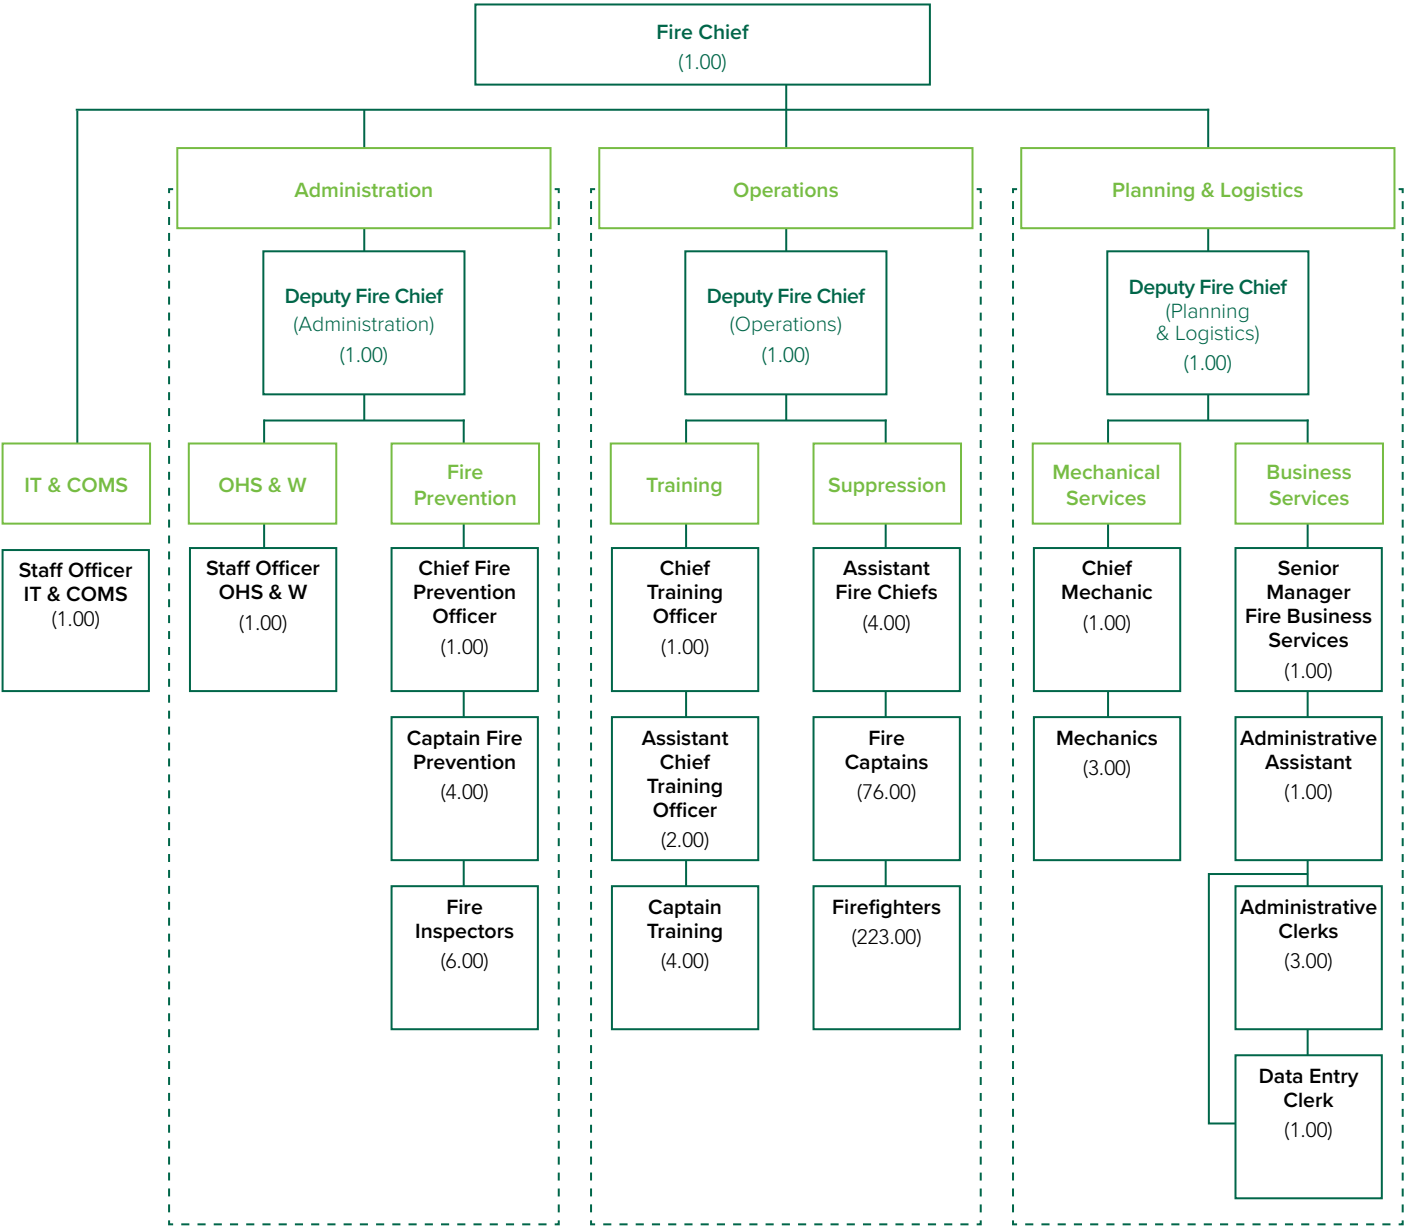 Fire Chief
(1.00)
Administration
Operations
Planning & Logistics
Deputy Fire Chief
(Administration)
(1.00)
Deputy Fire Chief
(Operations)
(1.00)
Deputy Fire Chief
(Planning
& Logistics)
(1.00)
IT & COMS
OHS & W
Fire
Prevention
Training
Suppression
Mechanical
Services
Business
Services
Staff Officer
IT & COMS
(1.00)
Staff Officer
OHS & W
(1.00)
Chief Fire
Prevention
Officer
(1.00)
Chief
Training
Officer
(1.00)
Assistant
Fire Chiefs
(4.00)
Chief
Mechanic
(1.00)
Senior
Manager
Fire Business
Services
(1.00)
Captain Fire
Prevention
(4.00)
Assistant
Chief
Training
Officer
(2.00)
Fire
Captains
(76.00)
Mechanics
(3.00)
Administrative
Assistant
(1.00)
Fire
Inspectors
(6.00)
Captain
Training
(4.00)
Firefighters
(223.00)
Administrative
Clerks
(3.00)
Data Entry
Clerk
(1.00)